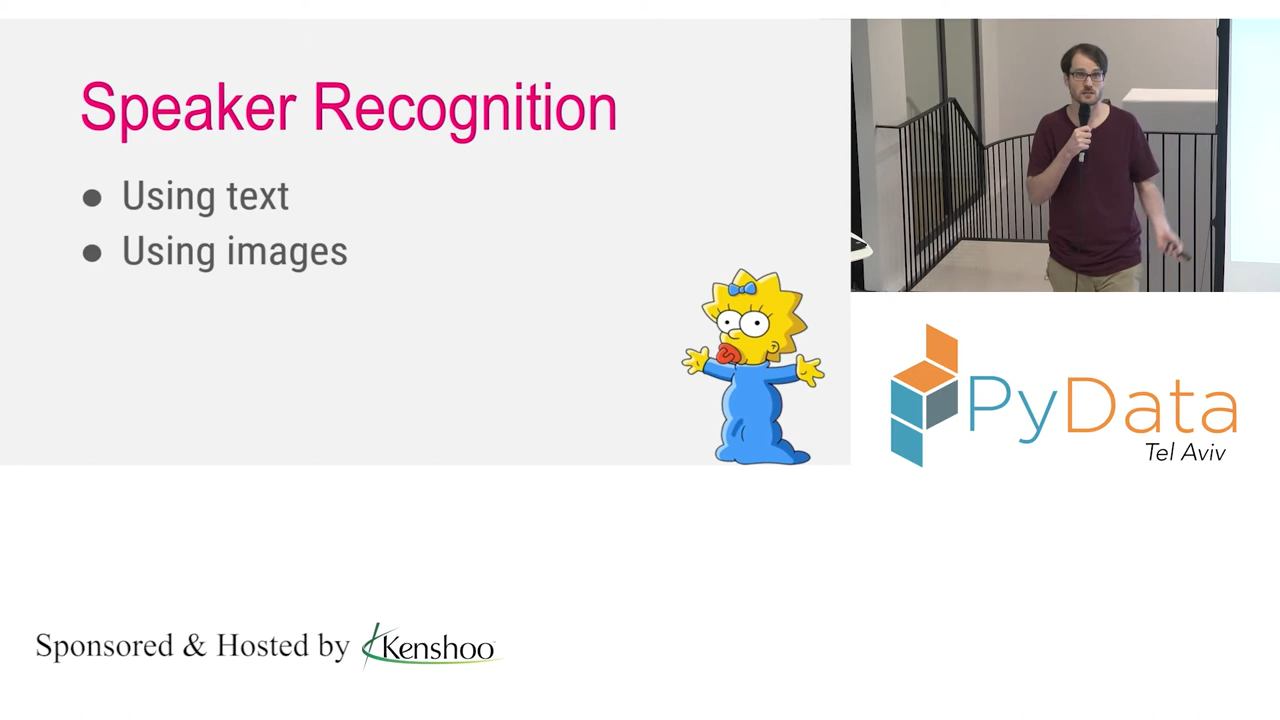 Speaker Recognition
● Using text
● Using images
PyData
Tel Aviv
Sponsored & Hosted by Kenshoo